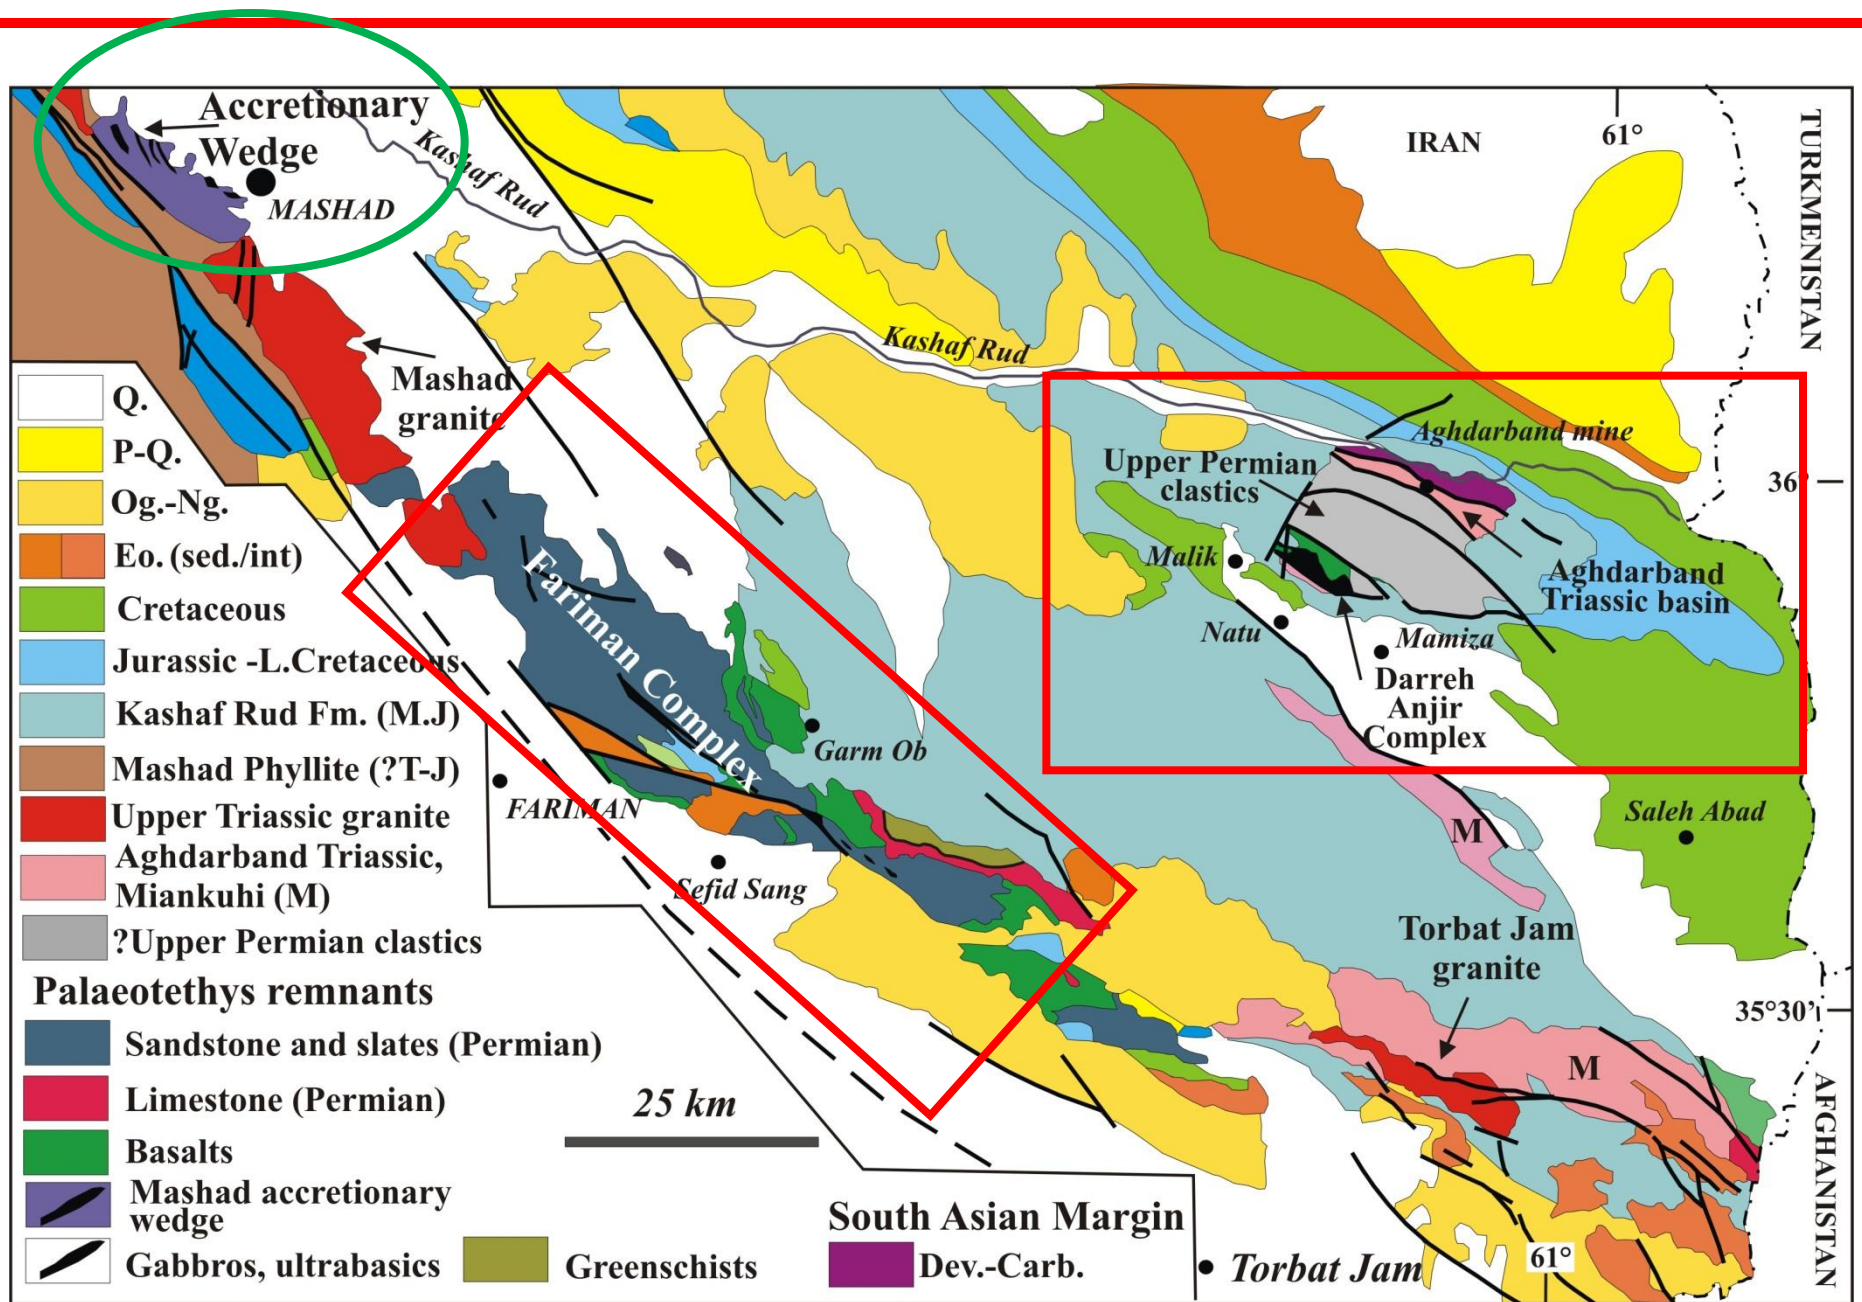 Accretionary
Wedge
MASHAD
Kashaf Rud
IRAN
61°
TURKMENISTAN
Kashaf Rud
Mashad
granite
Aghdarband mine
Upper Permian
clastics
36°
Malik
Aghdarband
Triassic basin
Natu
Mamiza
Darreh
Anjir
Complex
Fariman Complex
Garm Ob
FARIMAN
Sefid Sang
M
Saleh Abad
Torbat Jam
granite
35°30'
M
AFGHANISTAN
61°
Torbat Jam
25 km
Q.
P-Q.
Og.-Ng.
Eo. (sed./int)
Cretaceous
Jurassic -L.Cretaceous
Kashaf Rud Fm. (M.J)
Mashad Phyllite (?T-J)
Upper Triassic granite
Aghdarband Triassic,
Miankuhi (M)
?Upper Permian clastics
Palaeotethys remnants
Sandstone and slates (Permian)
Limestone (Permian)
Basalts
Mashad accretionary
wedge
Gabbros, ultrabasics
Greenschists
South Asian Margin
Dev.-Carb.